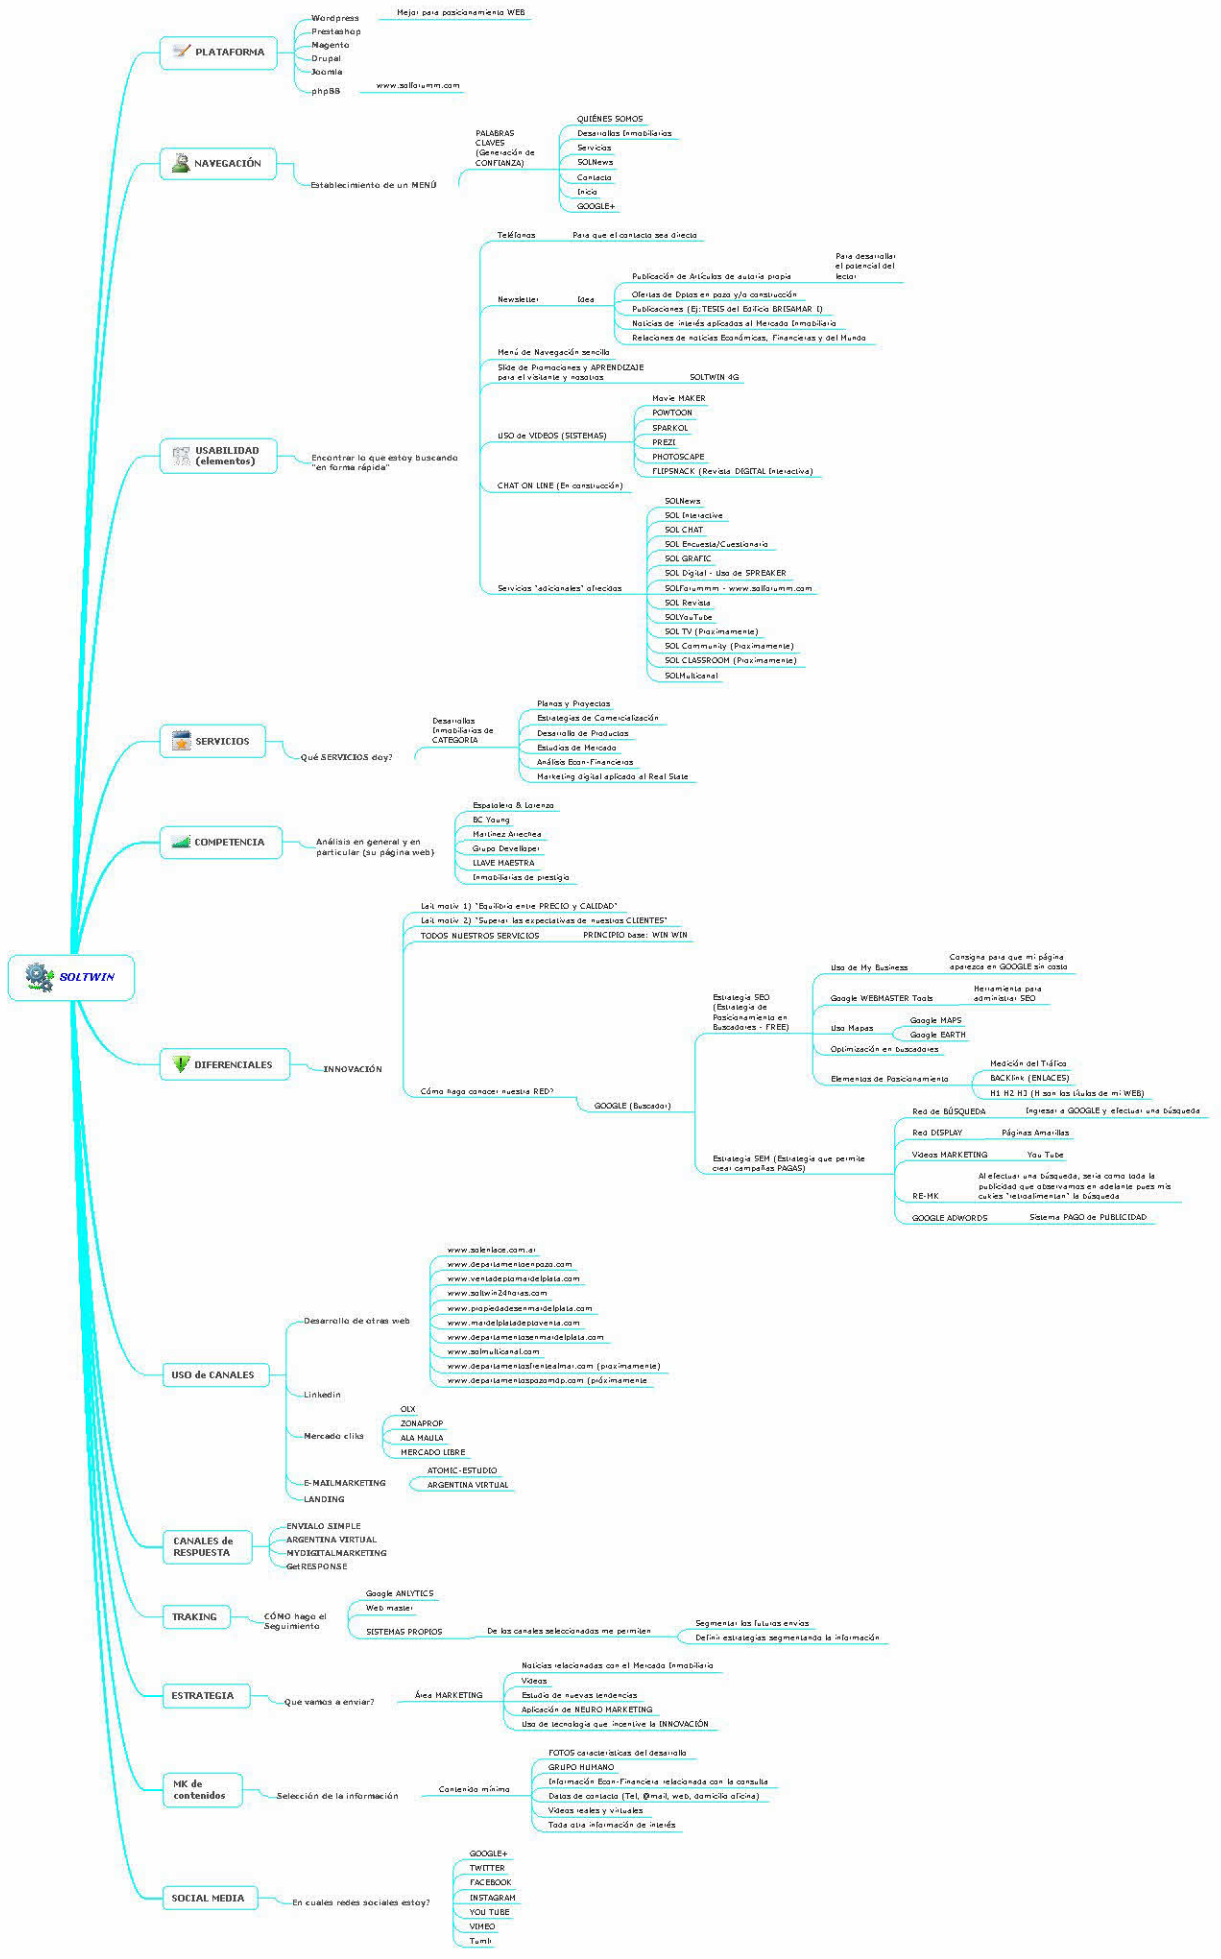 SOLTWIN
PLATAFORMA
Wordpress
Mejor para posicionamiento WEB
Prestashop
Magento
Drupal
Joomla
phpBB
www.solforumm.com
NAVEGACIÓN
Establecimiento de un MENÚ
PALABRAS
CLAVES
(Generación de
CONFIANZA)
QUIÉNES SOMOS
Desarrollos Inmobiliarios
Servicios
SOLNews
Contacto
Inicio
GOOGLE+
USABILIDAD
(elementos)
Encontrar lo que estoy buscando
"en forma rápida"
Teléfonos
Para que el contacto sea directo
Newsletter
Idea
Publicación de Artículos de autoría propia
Para desarrollar
el potencial del
lector
Ofertas de Dptos en pozo y/o construcción
Publicaciones (Ej: TESIS del Edificio BRISAMAR I)
Noticias de interés aplicadas al Mercado Inmobiliario
Relaciones de noticias Económicas, Financieras y del Mundo
Menú de Navegación sencillo
Slide de Promociones y APRENDIZAJE
para el visitante y nosotros
SOLTWIN 4G
USO de VIDEOS (SISTEMAS)
Movie MAKER
POWTOON
SPARKOL
PREZI
PHOTOSCAPE
FLIPSNACK (Revista DIGITAL Interactiva)
CHAT ON LINE (En construcción)
Servicios "adicionales" ofrecidos
SOLNews
SOL Interactive
SOL CHAT
SOL Encuesta/Cuestionario
SOL GRAFIC
SOL Digital - Uso de SPREAKER
SOLForummm - www.solforumm.com
SOL Revista
SOLYouTube
SOL TV (Proximamente)
SOL Community (Proximamente)
SOL CLASSROOM (Proximamente)
SOLMulticanal
SERVICIOS
Qué SERVICIOS doy?
Desarrollos
Inmobiliarios de
CATEGORIA
Planos y Proyectos
Estrategias de Comercialización
Desarrollo de Productos
Estudios de Mercado
Análisis Econ-Financieros
Marketing digital aplicado al Real State
COMPETENCIA
Análisis en general y en
particular (su página web)
Espatolero & Lorenzo
BC Young
Martínez Arrechea
Grupo Develloper
LLAVE MAESTRA
Inmobiliarias de prestigio
DIFERENCIALES
INNOVACIÓN
Lait motiv 1) "Equilibrio entre PRECIO y CALIDAD"
Lait motiv 2) "Superar las expectativas de nuestros CLIENTES"
TODOS NUESTROS SERVICIOS
PRINCIPIO base: WIN WIN
Cómo hago conocer nuestra RED?
GOOGLE (Buscador)
Estrategia SEO
(Estrategia de
Posicionamiento en
Buscadores - FREE)
Uso de My Business
Consigna para que mi página
aparezca en GOOGLE sin costo
Google WEBMASTER Tools
Herramienta para
administrar SEO
Uso Mapas
Google MAPS
Google EARTH
Optimización en buscadores
Elementos de Posicionamiento
Medición del Tráfico
BACKlink (ENLACES)
H1 H2 H3 (H son los títulos de mi WEB)
Estrategia SEM (Estrategia que permite
crear campañas PAGAS)
Red de BÚSQUEDA
Ingresar a GOOGLE y efectuar una búsqueda
Red DISPLAY
Páginas Amarillas
Videos MARKETING
You Tube
RE-MK
Al efectuar una búsqueda, sería como toda la
publicidad que observamos en adelante pues mis
cukies "retroalimentan" la búsqueda
GOOGLE ADWORDS
Sistema PAGO de PUBLICIDAD
USO de CANALES
Desarrollo de otras web
www.solenlace.com.ar
www.departamentoenpozo.com
www.ventadeptomardelplata.com
www.soltwin24horas.com
www.propiedadesenmardelplata.com
www.mardelplatadeptoventa.com
www.departamentosenmardelplata.com
www.solmulticanal.com
www.departamentosfrentealmar.com (proximamente)
www.departamentospozomdp.com (próximamente
Linkedin
Mercado cliks
OLX
ZONAPROP
ALA MAULA
MERCADO LIBRE
E-MAILMARKETING
ATOMIC-ESTUDIO
ARGENTINA VIRTUAL
LANDING
CANALES de
RESPUESTA
ENVIALO SIMPLE
ARGENTINA VIRTUAL
MYDIGITALMARKETING
GetRESPONSE
TRAKING
CÓMO hago el
Seguimiento
Google ANLYTICS
Web master
SISTEMAS PROPIOS
De los canales seleccionados me permiten
Segmentar los futuros envíos
Definir estrategias segmentando la información
ESTRATEGIA
Que vamos a enviar?
Área MARKETING
Noticias relacionadas con el Mercado Inmobiliario
Videos
Estudio de nuevas tendencias
Aplicación de NEURO MARKETING
Uso de tecnología que incentive la INNOVACIÓN
MK de
contenidos
Selección de la información
Contenido mínimo
FOTOS características del desarrollo
GRUPO HUMANO
Información Econ-Financiera relacionada con la consulta
Datos de contacto (Tel, @mail, web, domicilio oficina)
Videos reales y virtuales
Toda otra información de interés
SOCIAL MEDIA
En cuales redes sociales estoy?
GOOGLE+
TWITTER
FACEBOOK
INSTAGRAM
YOU TUBE
VIMEO
Tumlr